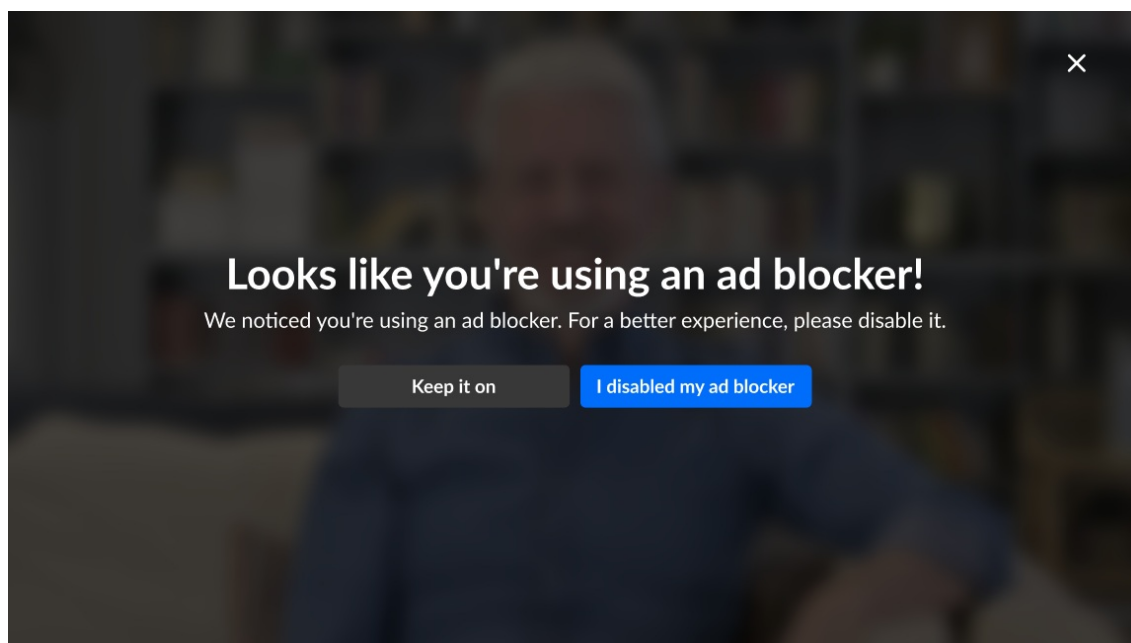 Looks like you're using an ad blocker!
We noticed you're using an ad blocker. For a better experience, please disable it.
Keep it on
I disabled my ad blocker